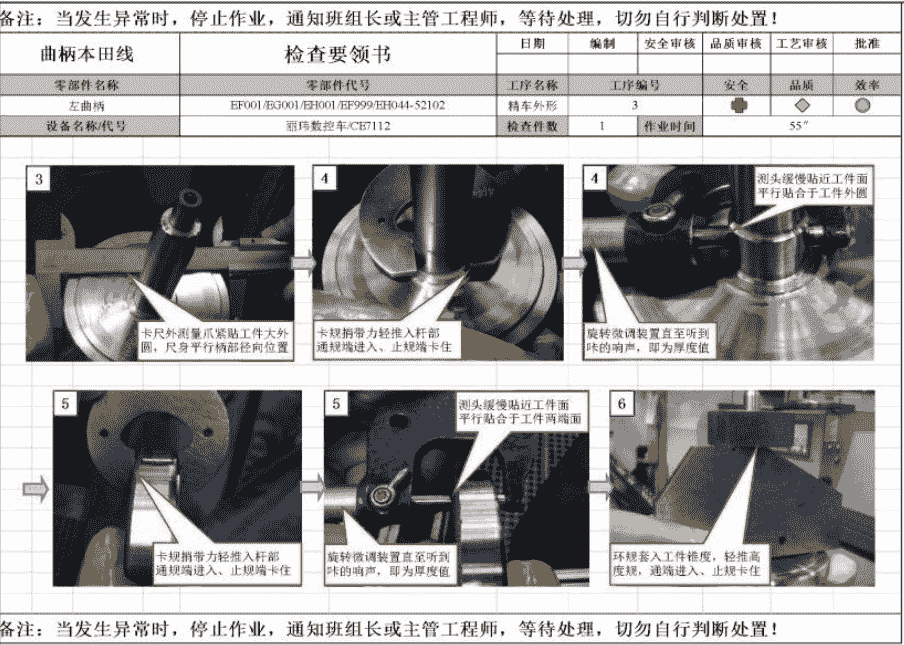 备注：当发生异常时，停止作业，通知班组长或主管工程师，等待处理，切勿自行判断处置！
曲柄本田线
检查要领书
日期 编制 安全审核 品质审核 工艺审核 批准
零部件名称 零部件代号 工序名称 工序编号 安全 品质 效率
左曲柄 EF001/EG001/EH001/EF999/EH044-52102 精车外形 3
设备名称/代号 丽玮数控车/CE7112 检查件数 1 作业时间 55″
3
卡尺外测量爪紧贴工件大外
圆，尺身平行柄部径向位置
4
卡规捎带力轻推入杆部
通规端进入、止规端卡住
4
测头缓慢贴近工件面
平行贴合于工件外圆
旋转微调装置直至听到
咔的响声，即为厚度值
5
卡规捎带力轻推入杆部
通规端进入、止规端卡住
5
测头缓慢贴近工件面
平行贴合于工件两端面
旋转微调装置直至听到
咔的响声，即为厚度值
6
环规套入工件锥度，轻推高
度规，通端进入、止规卡住
备注：当发生异常时，停止作业，通知班组长或主管工程师，等待处理，切勿自行判断处置！